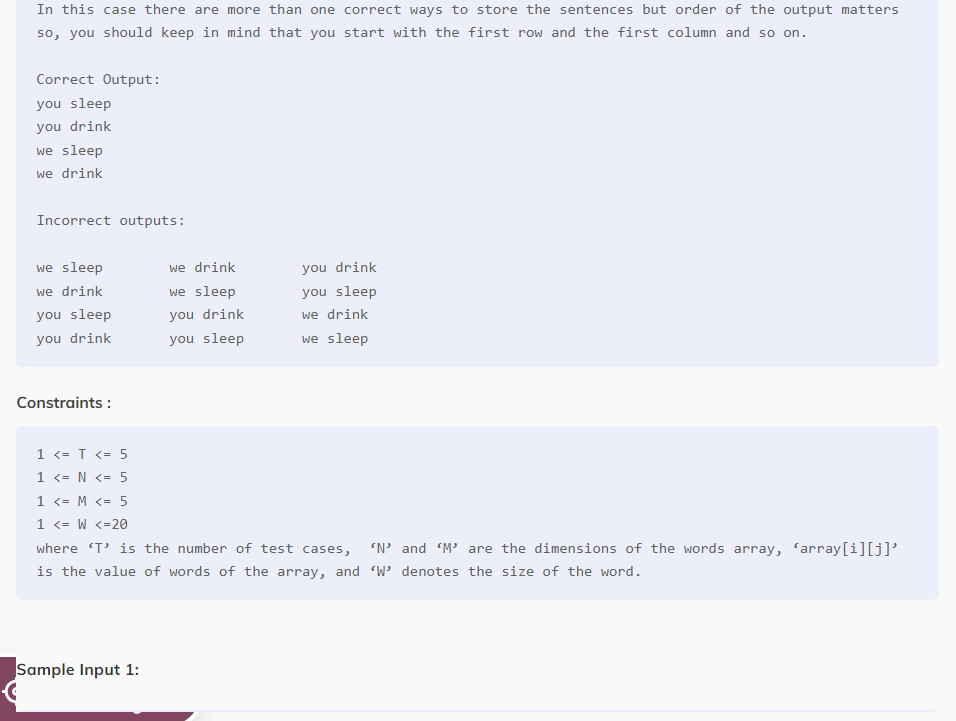 In this case there are more than one correct ways to store the sentences but order of the output matters
so, you should keep in mind that you start with the first row and the first column and so on.
Correct Output:
you sleep
you drink
we sleep
we drink
Incorrect outputs:
we sleep        we drink        you drink
we drink        we sleep        you sleep
you sleep       you drink       we drink
you drink       you sleep       we sleep
Constraints :
1 <= T <= 5
1 <= N <= 5
1 <= M <= 5
1 <= W <=20
where ‘T’ is the number of test cases,  ‘N’ and ‘M’ are the dimensions of the words array, ‘array[i][j]’
is the value of words of the array, and ‘W’ denotes the size of the word.
Sample Input 1: